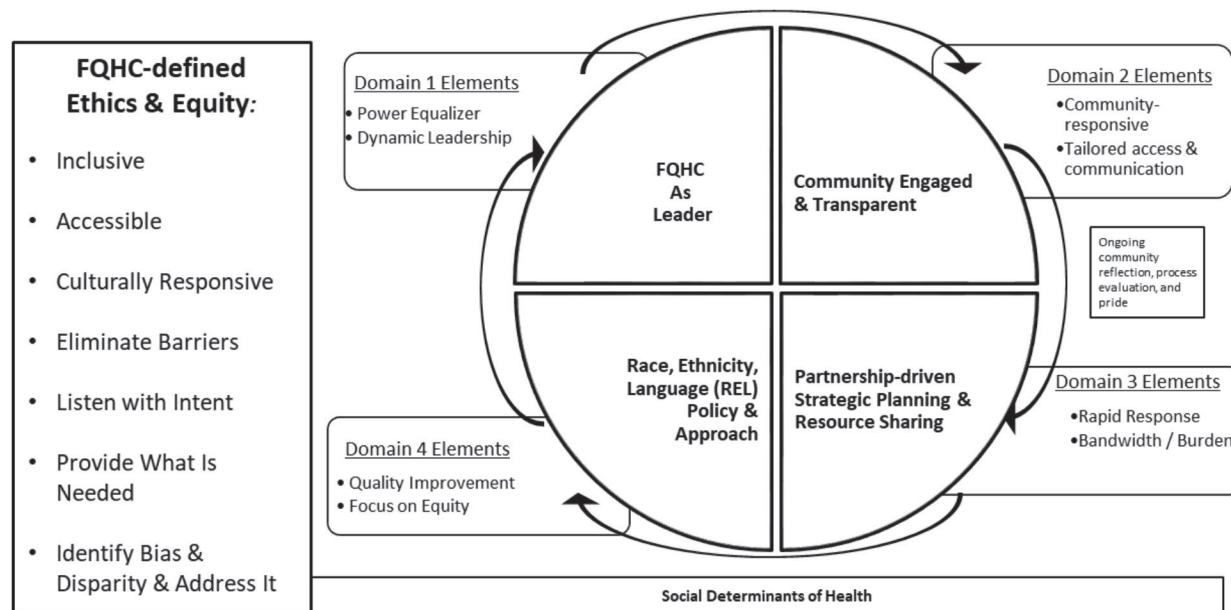 FQHC-defined
Ethics & Equity:
• Inclusive
• Accessible
• Culturally Responsive
• Eliminate Barriers
• Listen with Intent
• Provide What Is
Needed
• Identify Bias &
Disparity & Address It
Domain 1 Elements
• Power Equalizer
• Dynamic Leadership
FQHC
As
Leader
Community Engaged
& Transparent
Domain 2 Elements
•Community-
responsive
•Tailored access &
communication
Ongoing
community
reflection, process
evaluation, and
pride
Race, Ethnicity,
Language (REL)
Policy &
Approach
Partnership-driven
Strategic Planning &
Resource Sharing
Domain 3 Elements
• Rapid Response
• Bandwidth / Burden
Domain 4 Elements
• Quality Improvement
• Focus on Equity
Social Determinants of Health